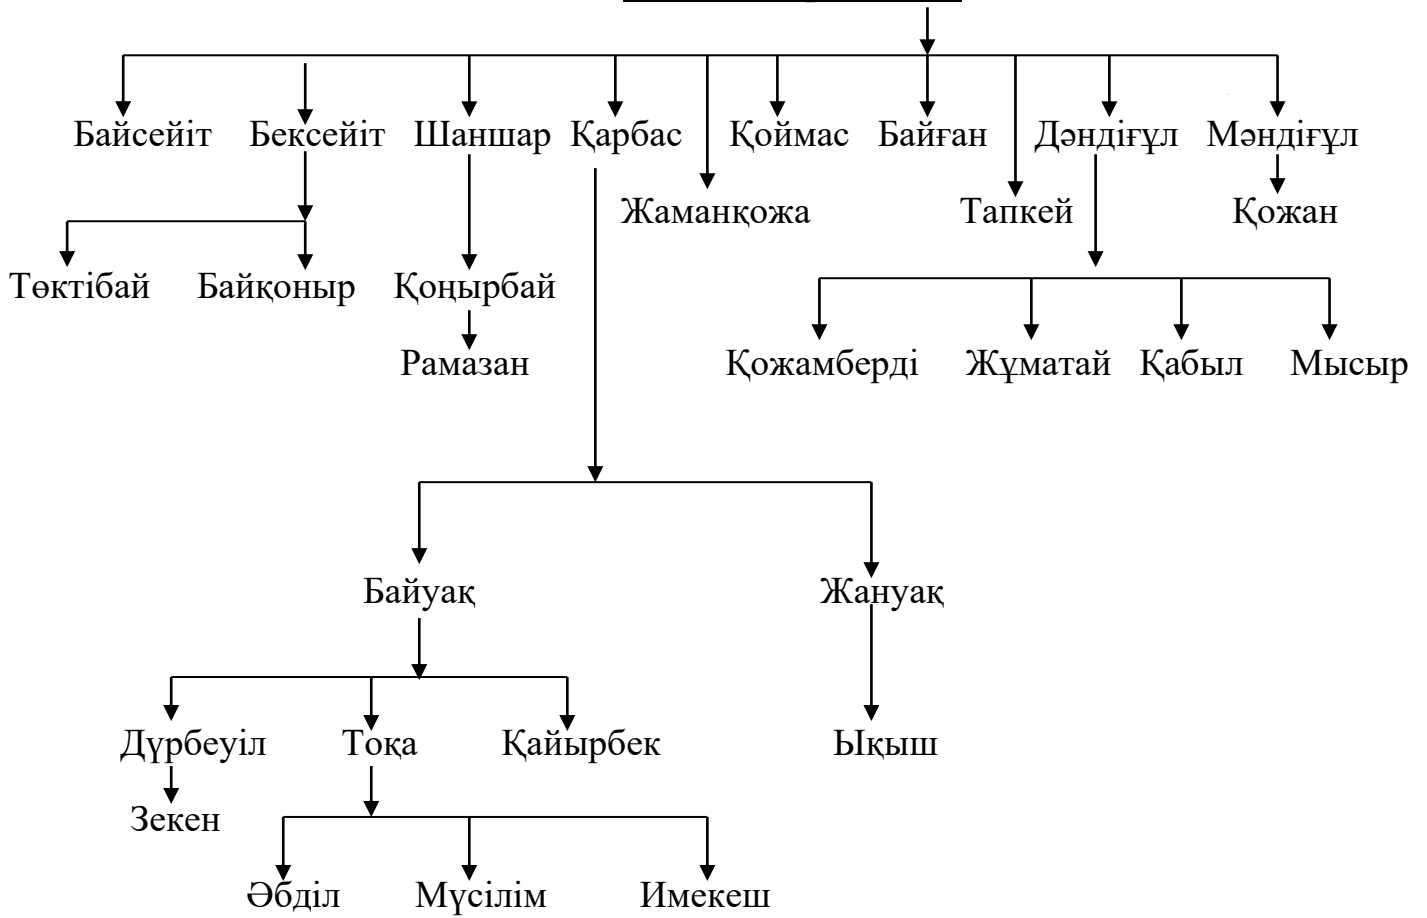 Байсейіт Бексейіт Шаншар Қарбас Қоймас Байған Дәндіғұл Мәндіғұл
Жаманқожа Тапкей Қожан
Төктібай Байқоныр Қоңырбай
Рамазан Қожамберді Жұматай Қабыл Мысыр
Байуақ Жануақ
Дүрбеуіл Тоқа Қайырбек Ықыш
Зекен
Әбділ Мүсілім Имекеш